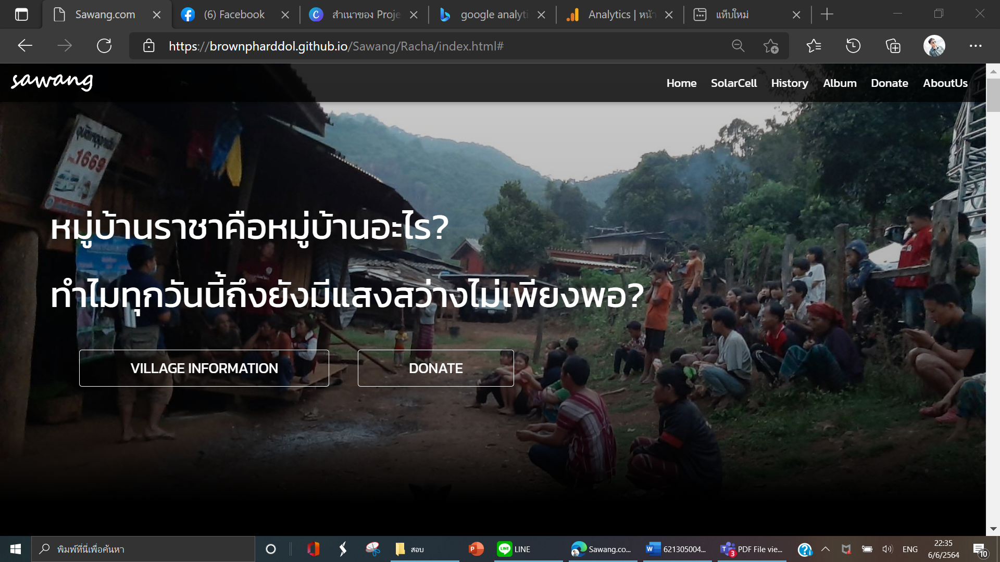 Sawang.com
(6) Facebook
สำเนาของ Proje
google analyti
Analytics | หน้า
แท็บใหม่
https://brownpharddol.github.io/Sawang/Racha/index.html#
sawang
Home SolarCell History Album Donate AboutUs
1669
หมู่บ้านราชาคือหมู่บ้านอะไร?
ทำไมทุกวันนี้ถึงยังมีแสงสว่างไม่เพียงพอ?
VILLAGE INFORMATION
DONATE
พิมพ์ที่นี่เพื่อค้นหา
สอบ
LINE
LINE
Sawang.co...
621305004...
3
PDF File vie...
ENG
22:35
6/6/2564
10